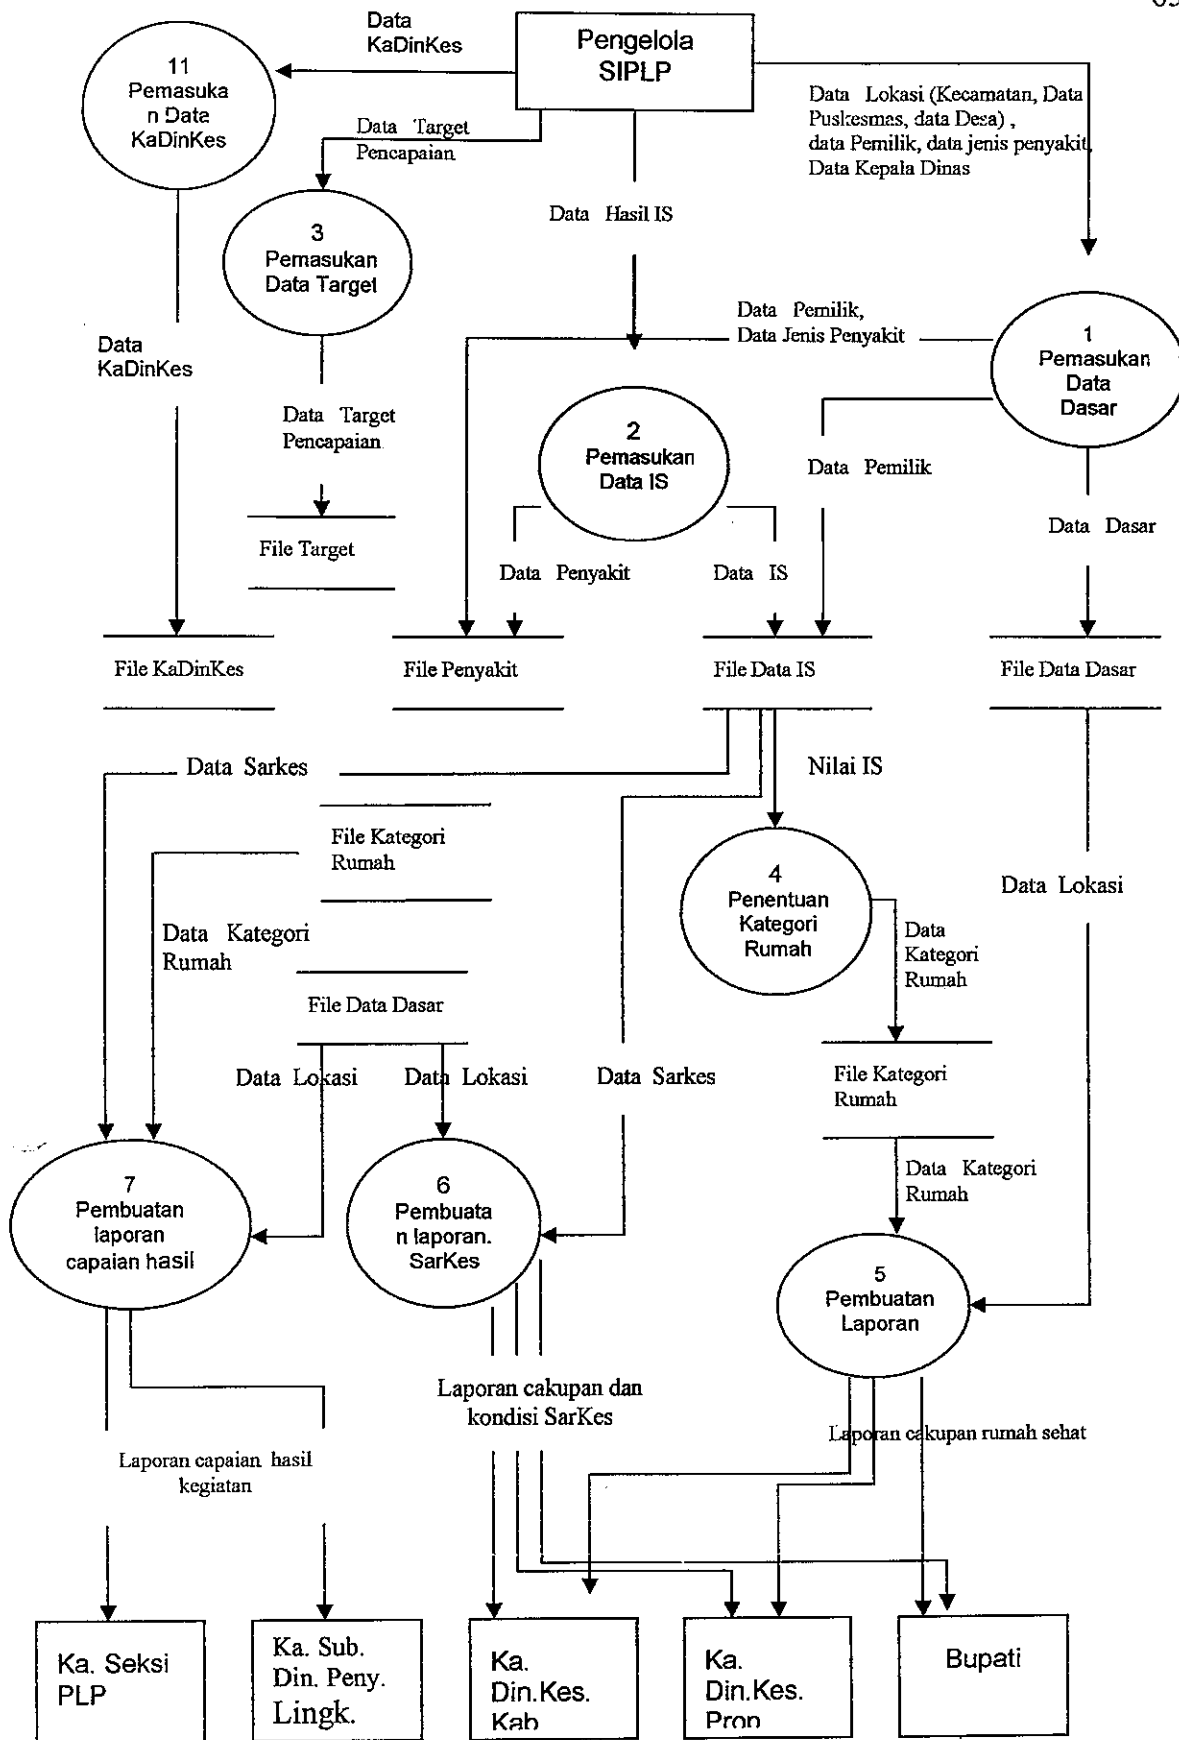 Data
KaDinKes
Pengelola
SIPLP
11
Pemasuka
n Data
KaDinKes
Data Target
Pencapaian
Data Lokasi (Kecamatan, Data
Puskesmas, data Desa) ,
data Pemilik, data jenis penyakit,
Data Kepala Dinas
Data Hasil IS
3
Pemasukan
Data Target
Data
KaDinKes
Data Pemilik,
Data Jenis Penyakit
1
Pemasukan
Data
Dasar
Data Target
Pencapaian
2
Pemasukan
Data IS
Data Pemilik
Data Dasar
File Target
Data Penyakit
Data IS
File KaDinKes
File Penyakit
File Data IS
File Data Dasar
Data Sarkes
Nilai IS
File Kategori
Rumah
4
Penentuan
Kategori
Rumah
Data Lokasi
Data Kategori
Rumah
Data
Kategori
Rumah
File Data Dasar
Data Lokasi
Data Lokasi
Data Sarkes
File Kategori
Rumah
7
Pembuatan
laporan
capaian hasil
6
Pembuata
n laporan.
SarKes
Data Kategori
Rumah
5
Pembuatan
Laporan
Laporan cakupan dan
kondisi SarKes
Laporan cakupan rumah sehat
Laporan capaian hasil
kegiatan
Ka. Seksi
PLP
Ka. Sub.
Din. Peny.
Lingk.
Ka.
Din.Kes.
Kab
Ka.
Din.Kes.
Prop
Bupati